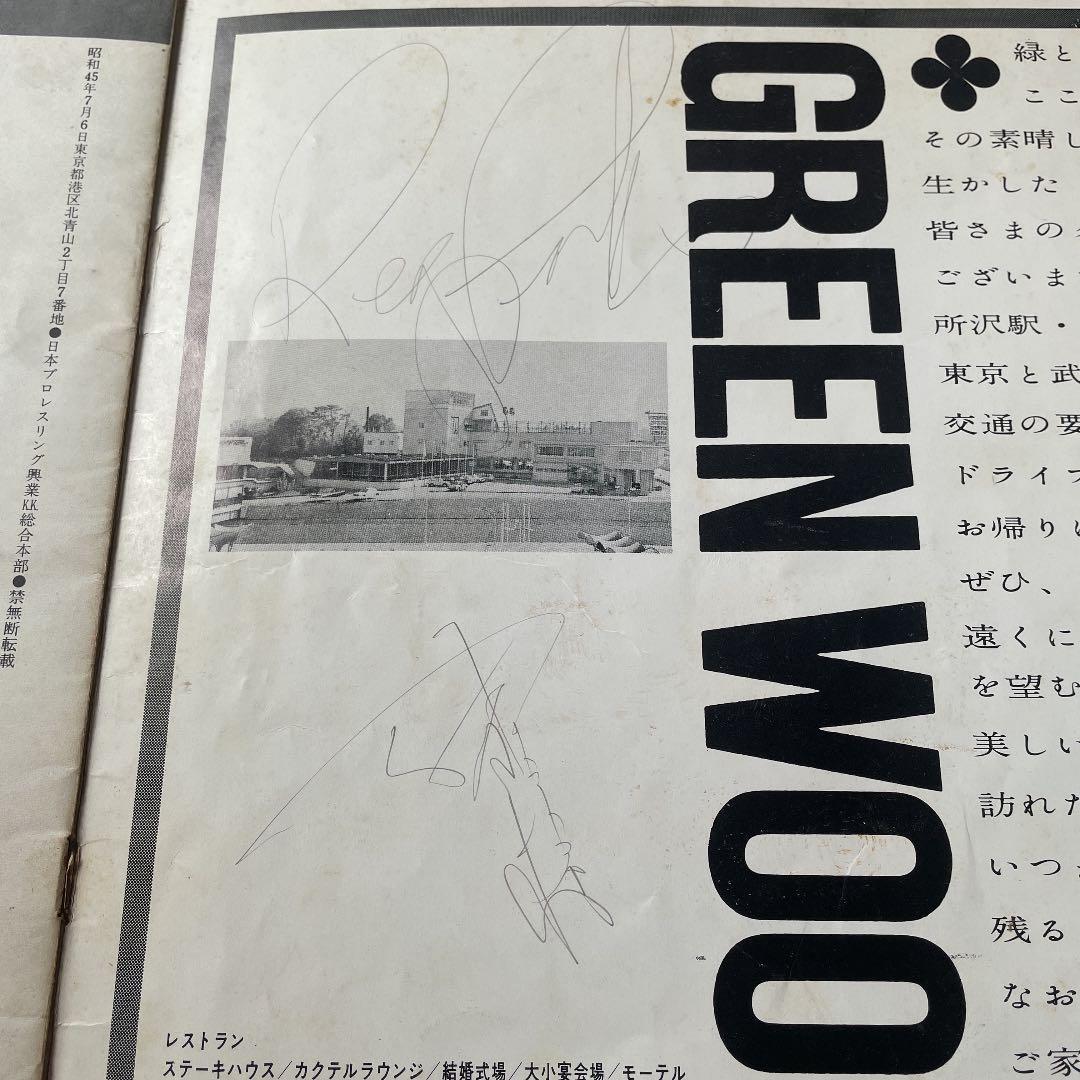 昭和45年7月6日東京都港区北青山2丁目7番地●日本プロレスリング興業K.K.総合本部●禁無断転載
GREEN WOO
緑と
ここ
その素晴し
生かした
皆さまの
ございま
所沢駅・
東京と武
交通の要
ドライブ
お帰り
ぜひ、
遠くに
を望む
美しい
訪れた
いつ
残る
なお
ご家
レストラン
ステーキハウス/カクテルラウンジ/結婚式場/大小宴会場/モーテル